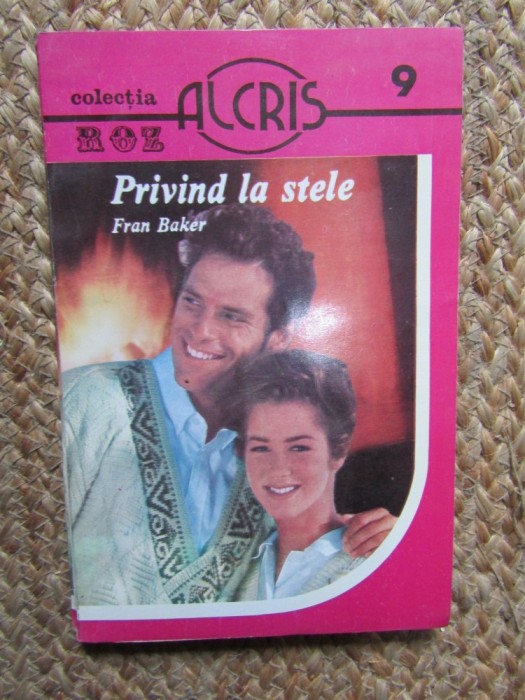 colecția
ROZ
ALCRIS
9
Privind la stele
Fran Baker